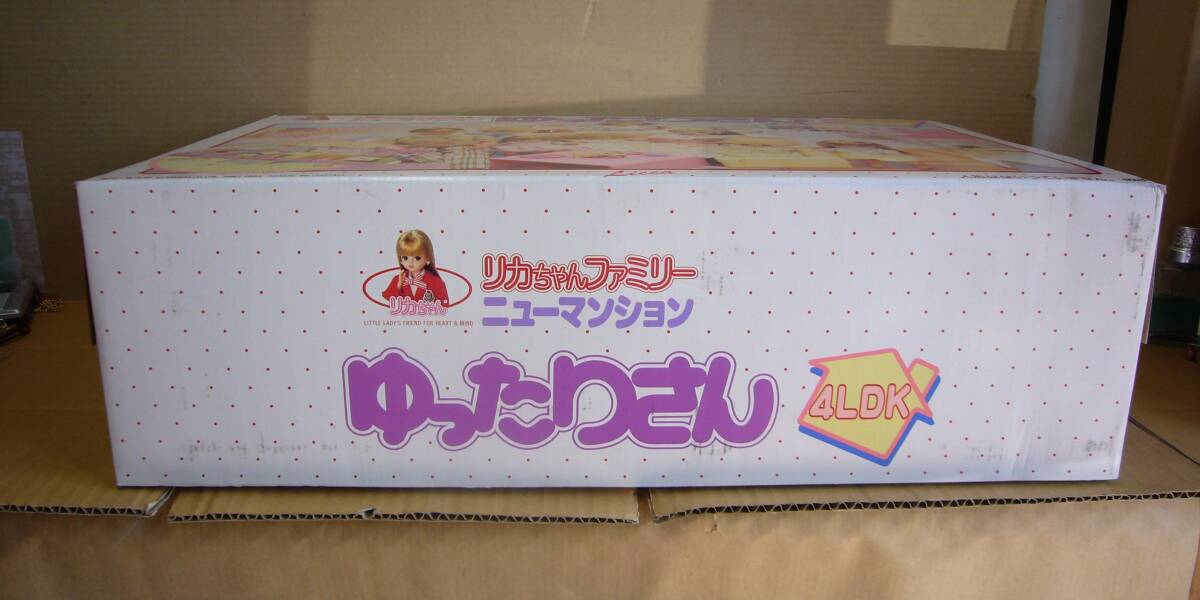 Licca
リカちゃん
LITTLE LADY'S FRIEND FOR HEART & MIND
リカちゃんファミリー
ニューマンション
ゆったりさん
4LDK